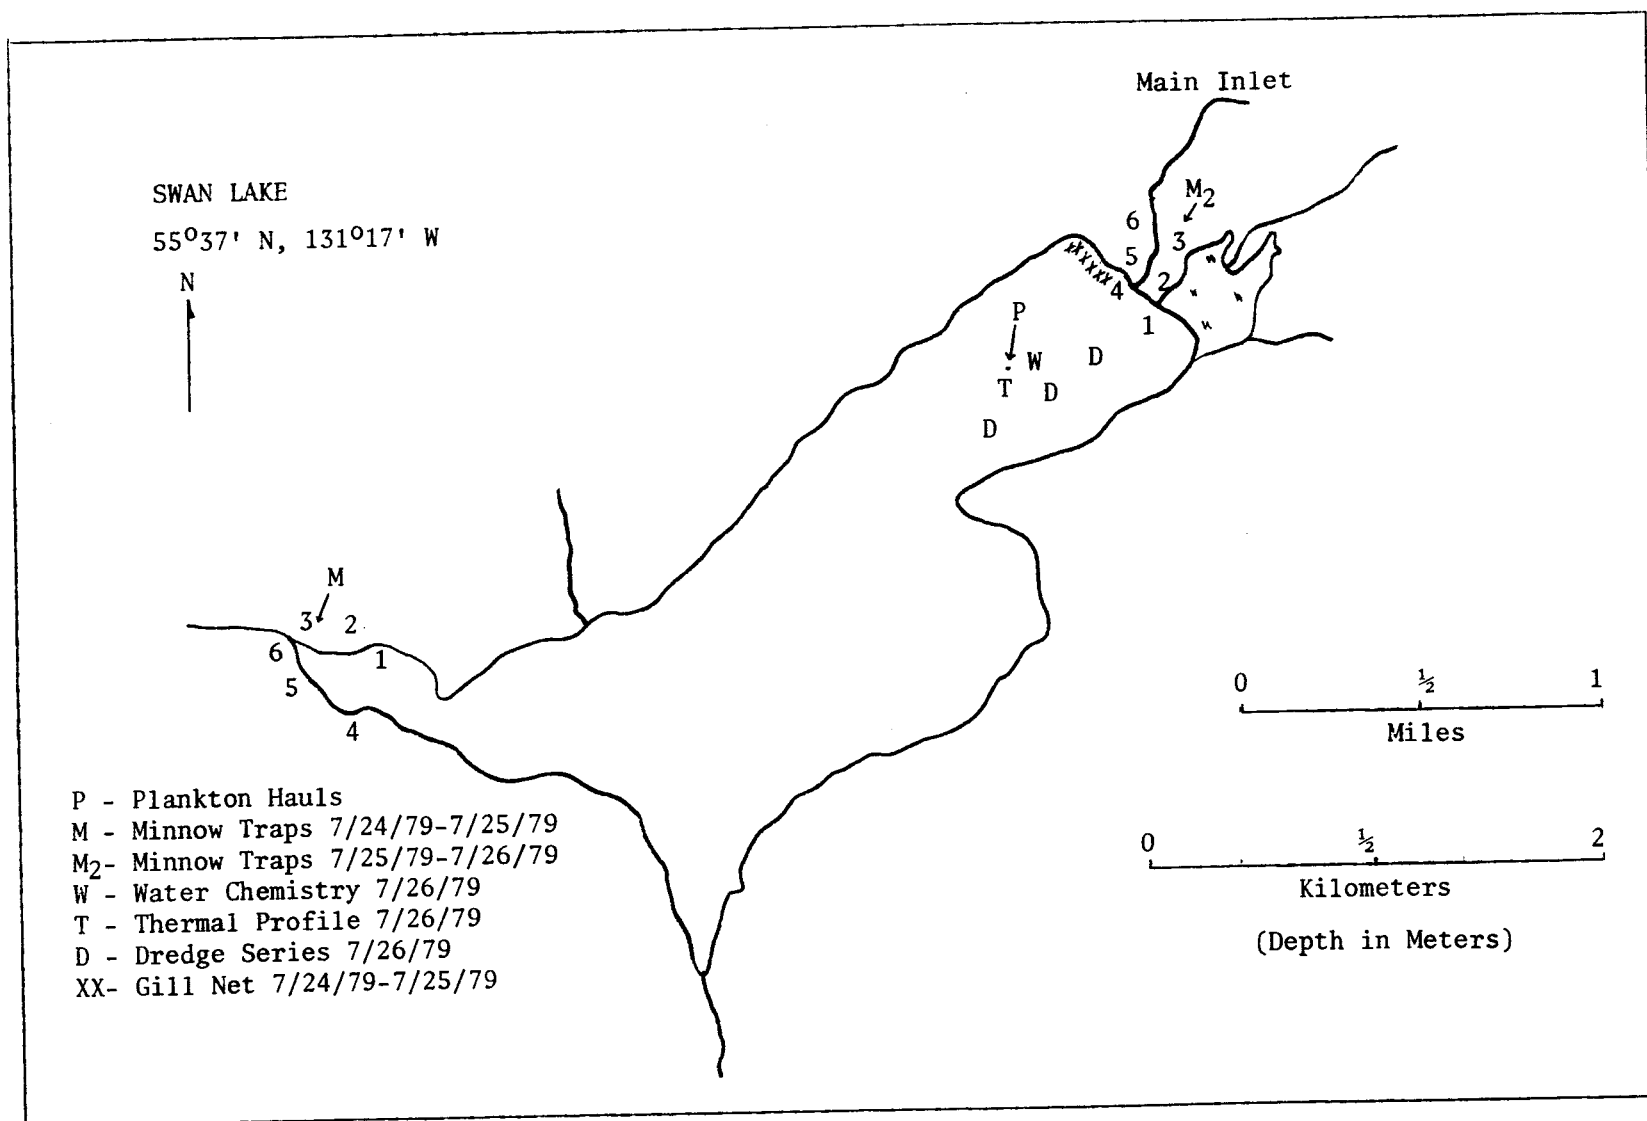 Main Inlet
SWAN LAKE
55°37' N, 131°17' W
N
M₂
6
3
5
2
4
1
P
W
D
T
D
D
M
3
2
6
1
5
4
0 ½ 1
Miles
0 ½ 2
Kilometers
(Depth in Meters)
P - Plankton Hauls
M - Minnow Traps 7/24/79-7/25/79
M₂- Minnow Traps 7/25/79-7/26/79
W - Water Chemistry 7/26/79
T - Thermal Profile 7/26/79
D - Dredge Series 7/26/79
XX- Gill Net 7/24/79-7/25/79